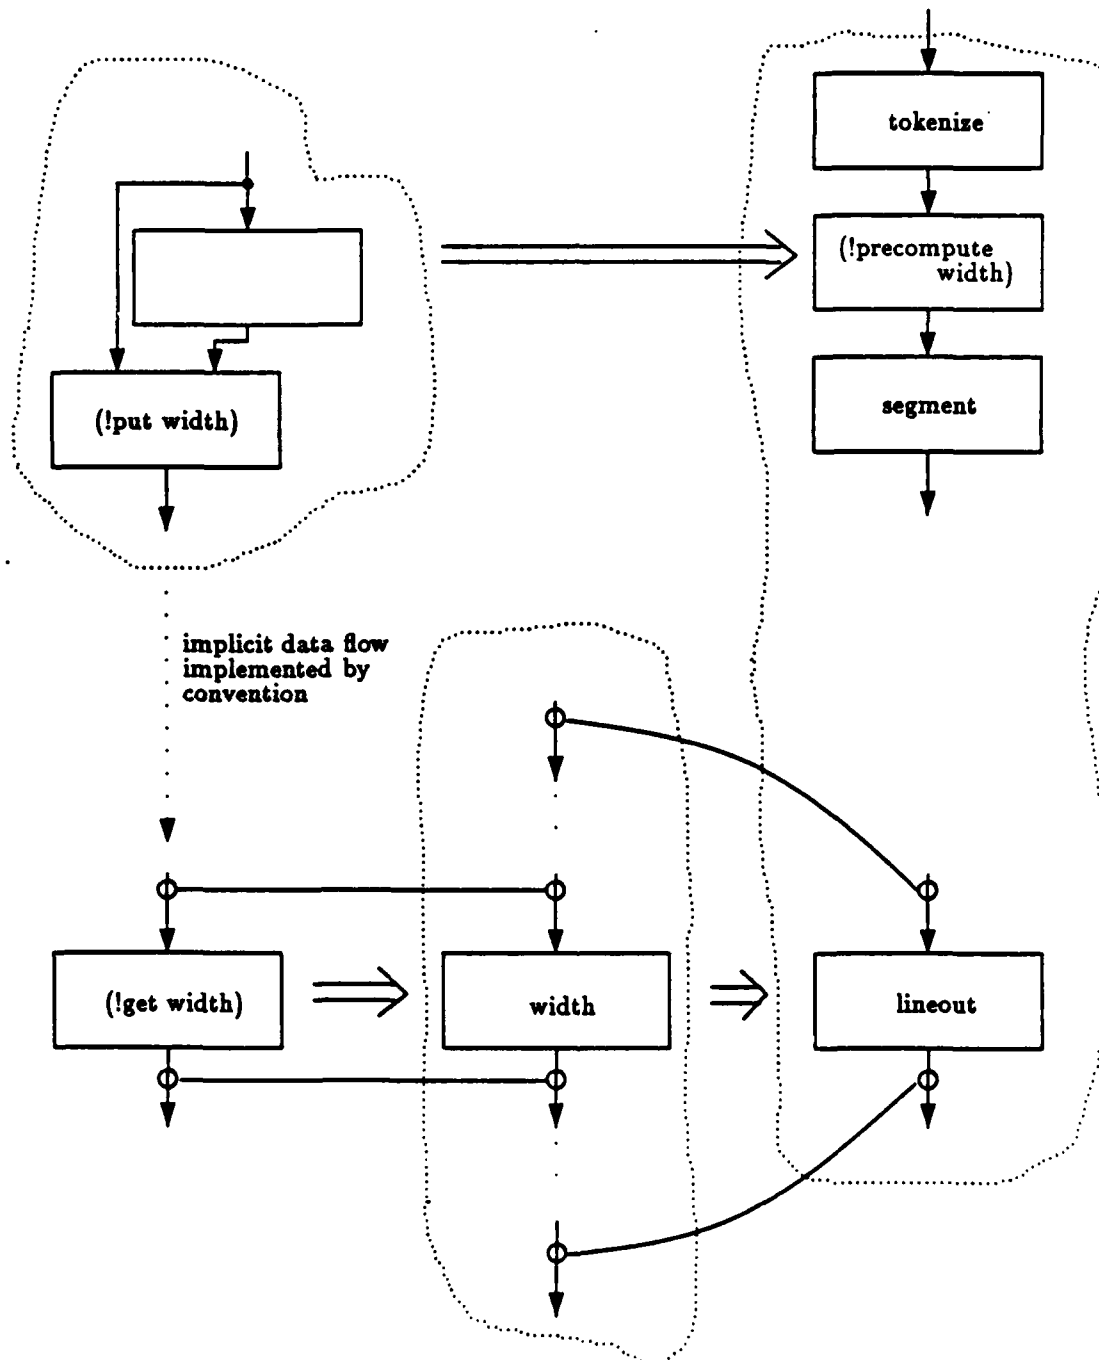 tokenize
(!precompute
width)
segment
(!put width)
implicit data flow
implemented by
convention
(!get width)
width
lineout